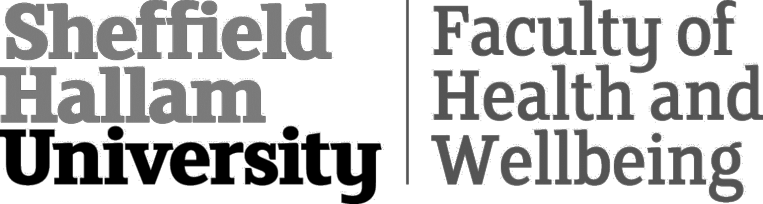 Sheffield
Hallam
University
Faculty of
Health and
Wellbeing